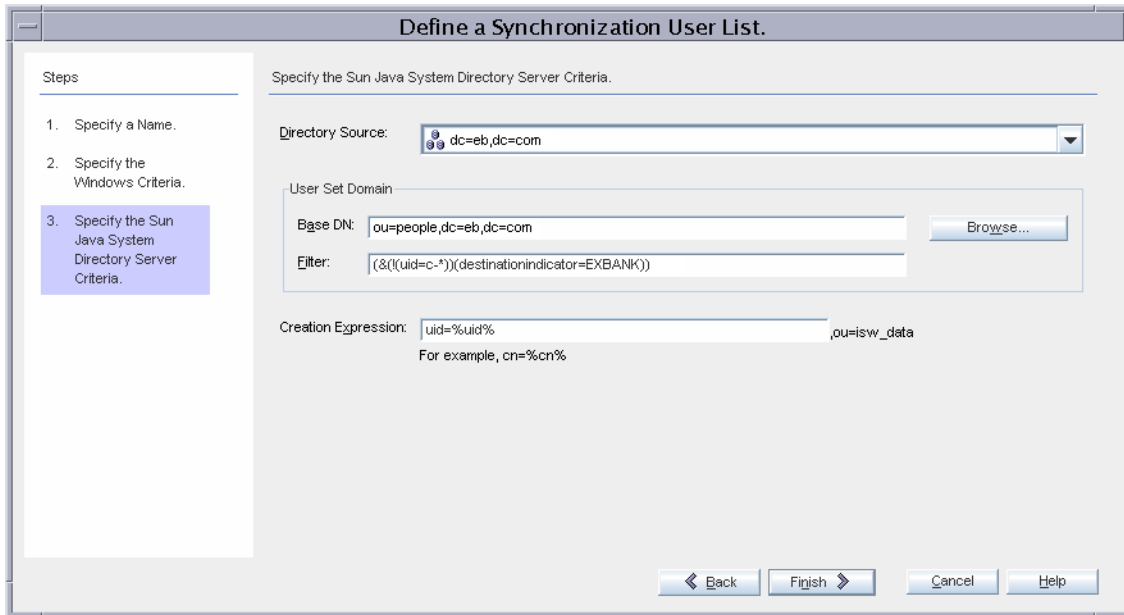 Define a Synchronization User List.
Steps
1. Specify a Name.
2. Specify the
Windows Criteria.
3. Specify the Sun
Java System
Directory Server
Criteria.
Specify the Sun Java System Directory Server Criteria.
Directory Source:
dc=eb,dc=com
User Set Domain
Base DN:
ou=people,dc=eb,dc=com
Browse...
Filter:
(&(!(uid=c-*))(destinationindicator=EXBANK))
Creation Expression:
uid=%uid%
,ou=isw_data
For example, cn=%cn%
Back
Finish
Cancel
Help